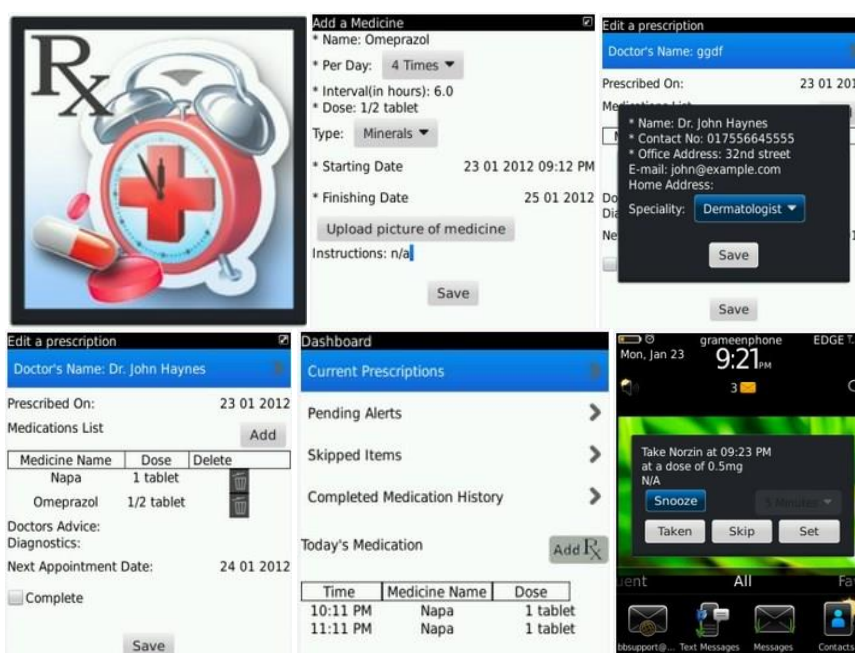 Rx
Add a Medicine
* Name: Omeprazol
* Per Day: 4 Times
* Interval(in hours): 6.0
* Dose: 1/2 tablet
Type: Minerals
* Starting Date 23 01 2012 09:12 PM
* Finishing Date 25 01 2012
Upload picture of medicine
Instructions: n/a
Save
Edit a prescription
Doctor's Name: ggdf
Prescribed On: 23 01 201
* Name: Dr. John Haynes
* Contact No: 017556645555
* Office Address: 32nd street
E-mail: john@example.com
Home Address:
Speciality: Dermatologist
Save
Save
Edit a prescription
Doctor's Name: Dr. John Haynes
Prescribed On: 23 01 2012
Medications List Add
Medicine Name Dose Delete
Napa 1 tablet
Omeprazol 1/2 tablet
Doctors Advice:
Diagnostics:
Next Appointment Date: 24 01 2012
Complete
Save
Dashboard
Current Prescriptions
Pending Alerts
Skipped Items
Completed Medication History
Today's Medication Add Rx
Time Medicine Name Dose
10:11 PM Napa 1 tablet
11:11 PM Napa 1 tablet
grameenphone EDGE
Mon, Jan 23 9:21 PM
3
Take Norzin at 09:23 PM
at a dose of 0.5mg
N/A
Snooze 5 Minutes
Taken Skip Set
uent All Fa
bbsupport@... Text Messages Messages Contacts